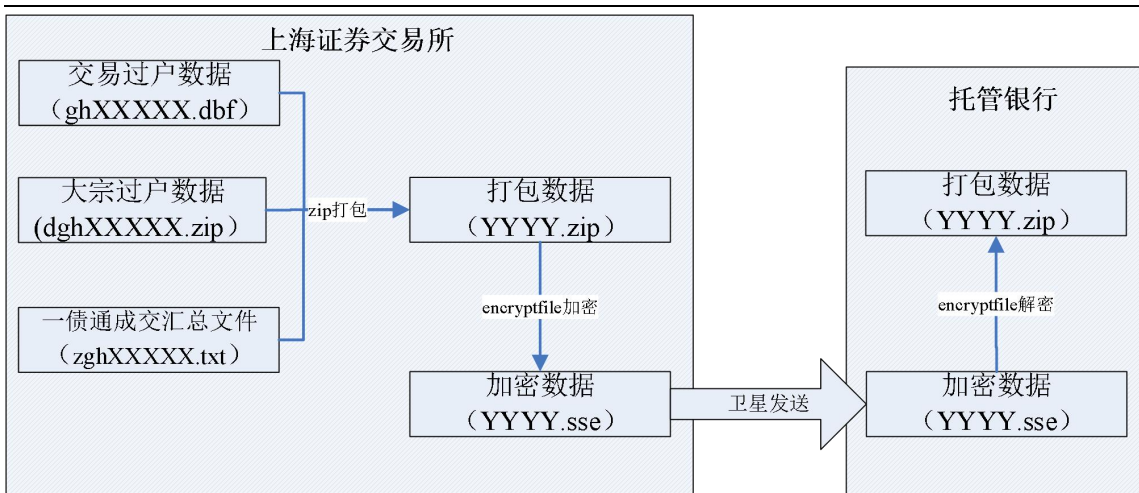 上海证券交易所
交易过户数据
（ghXXXXX.dbf）
大宗过户数据
(dghXXXXX.zip）
一债通成交汇总文件
（zghXXXXX.txt）
zip打包
打包数据
（YYYY.zip）
encryptfile加密
加密数据
（YYYY.sse）
卫星发送
托管银行
打包数据
（YYYY.zip）
encryptfile解密
加密数据
（YYYY.sse）